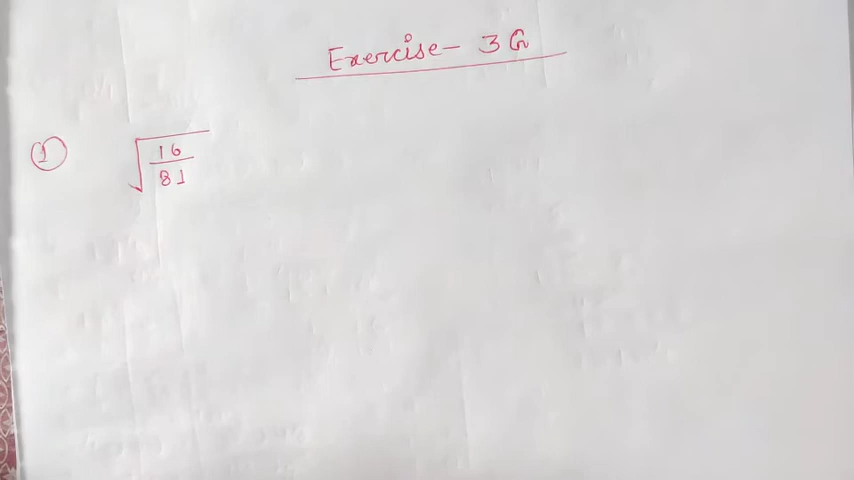 Exercise- 3G
① √(16/81)